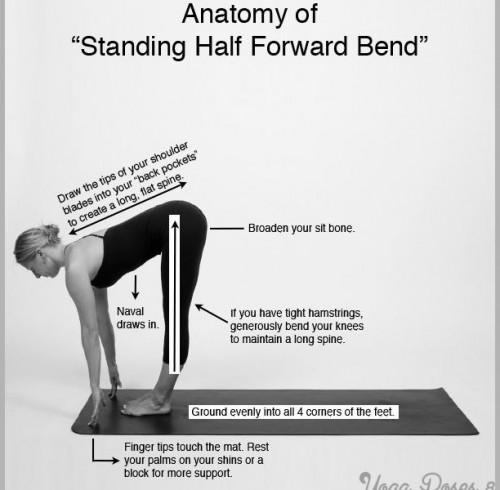 Anatomy of
“Standing Half Forward Bend”
Draw the tips of your shoulder
blades into your “back pockets”
to create a long, flat spine.
Broaden your sit bone.
Naval
draws in.
If you have tight hamstrings,
generously bend your knees
to maintain a long spine.
Ground evenly into all 4 corners of the feet.
Finger tips touch the mat. Rest
your palms on your shins or a
block for more support.
Yoga Poses 8